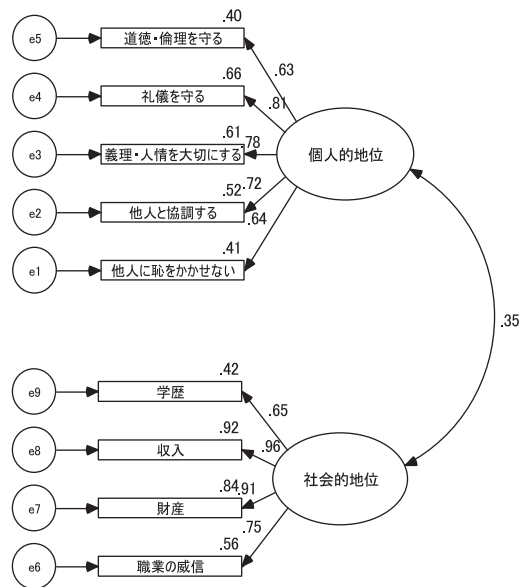 .40
e5 道徳・倫理を守る
.63
.66
e4 礼儀を守る
.81
.61
e3 義理・人情を大切にする
.78
個人的地位
.52
.72
e2 他人と協調する
.64
.41
e1 他人に恥をかかせない
.35
.42
e9 学歴
.65
.92
e8 収入
.96
社会的地位
.84
.91
e7 財産
.75
.56
e6 職業の威信